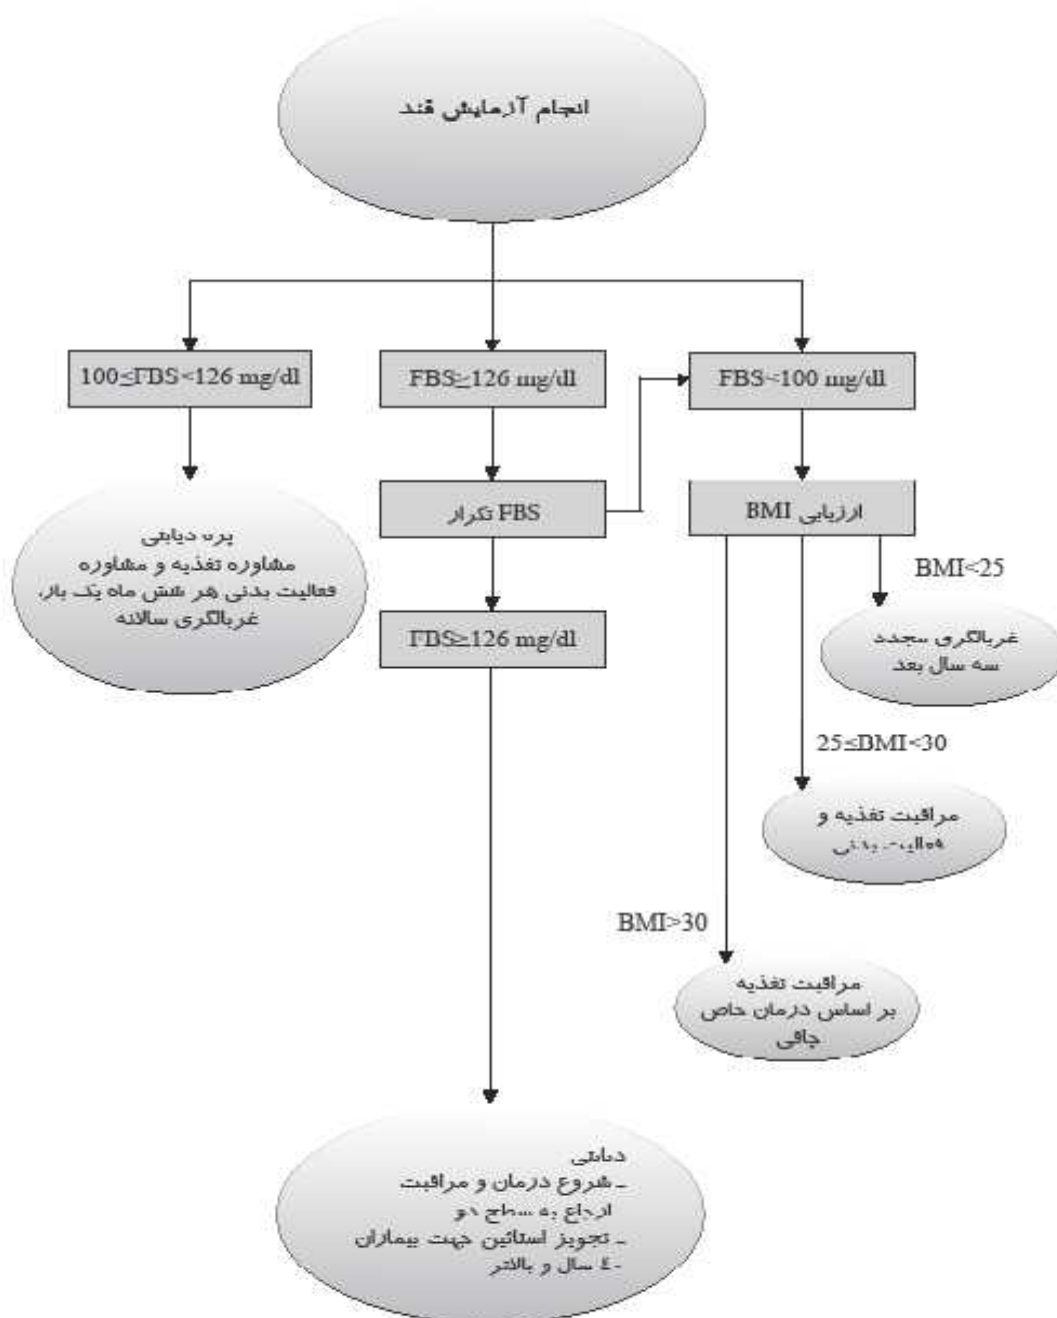 انجام آزمایش قند
100≤FBS<126 mg/dl
FBS≥126 mg/dl
FBS<100 mg/dl
تکرار FBS
ارزیابی BMI
FBS≥126 mg/dl
پره دیابتی
مشاوره تغذیه و مشاوره
فعالیت بدنی هر شش ماه یک بار،
غربالگری سالانه
BMI<25
غربالگری مجدد
سه سال بعد
25≤BMI<30
مراقبت تغذیه و
فعالیت بدنی
BMI>30
مراقبت تغذیه
بر اساس درمان خاص
چاقی
دیابتی
ـ شروع درمان و مراقبت
ارجاع به سطح دو
ـ تجویز استاتین جهت بیماران
٤٠ سال و بالاتر